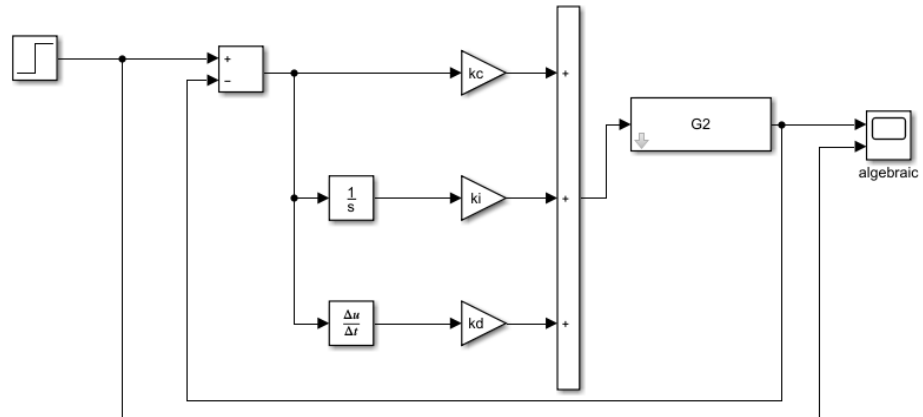 +
−
kc
+
G2
algebraic
1
s
ki
+
Δu
Δt
kd
+